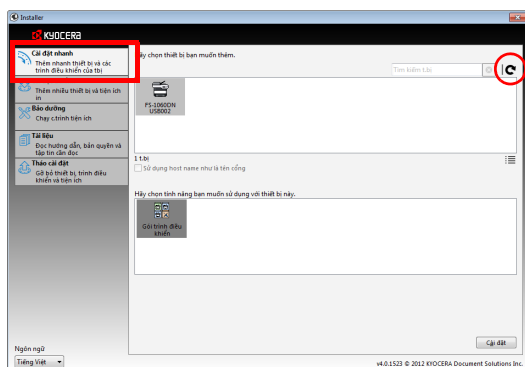 Installer
KYOCERA
Cài đặt nhanh
Thêm nhanh thiết bị và các
trình điều khiển của tbị
Thêm nhiều thiết bị và tiện ích
in
Bảo dưỡng
Chạy c.trình tiện ích
Tài liệu
Đọc hướng dẫn, bản quyền và
tập tin cần đọc
Tháo cài đặt
Gỡ bỏ thiết bị, trình điều
khiển và tiện ích
Ngôn ngữ
Tiếng Việt
ãy chọn thiết bị bạn muốn thêm.
Tìm kiếm t.bị
FS-1060DN
USB002
1 t.bị
Sử dụng host name như là tên cổng
Hãy chọn tính năng bạn muốn sử dụng với thiết bị này.
Gói trình điều
khiển
Cài đặt
v4.0.1523 © 2012 KYOCERA Document Solutions Inc.